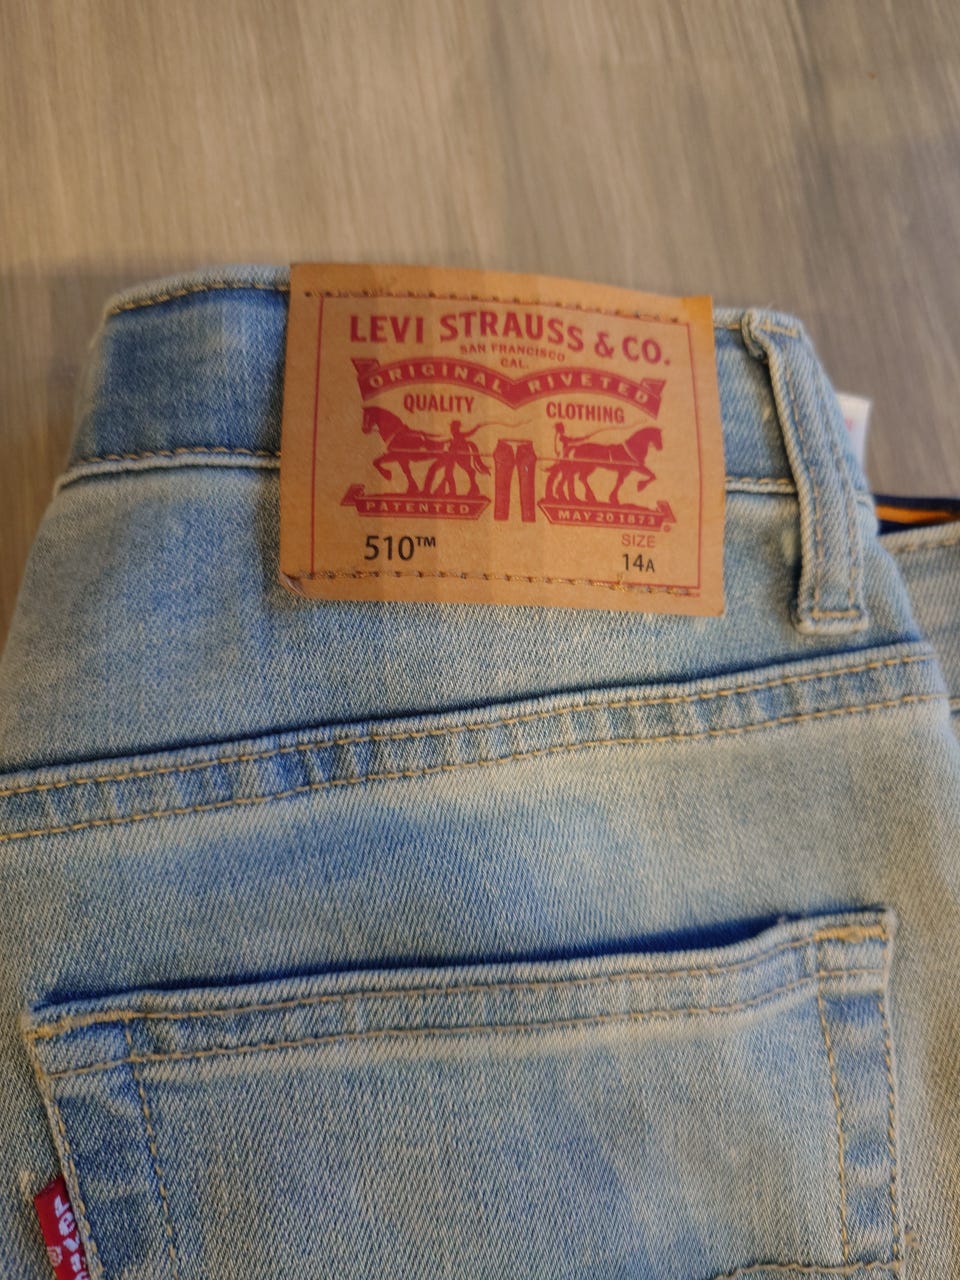 LEVI STRAUSS & CO.
SAN FRANCISCO
CAL.
ORIGINAL RIVETED
QUALITY CLOTHING
PATENTED MAY 20 1873
510™
SIZE
14A